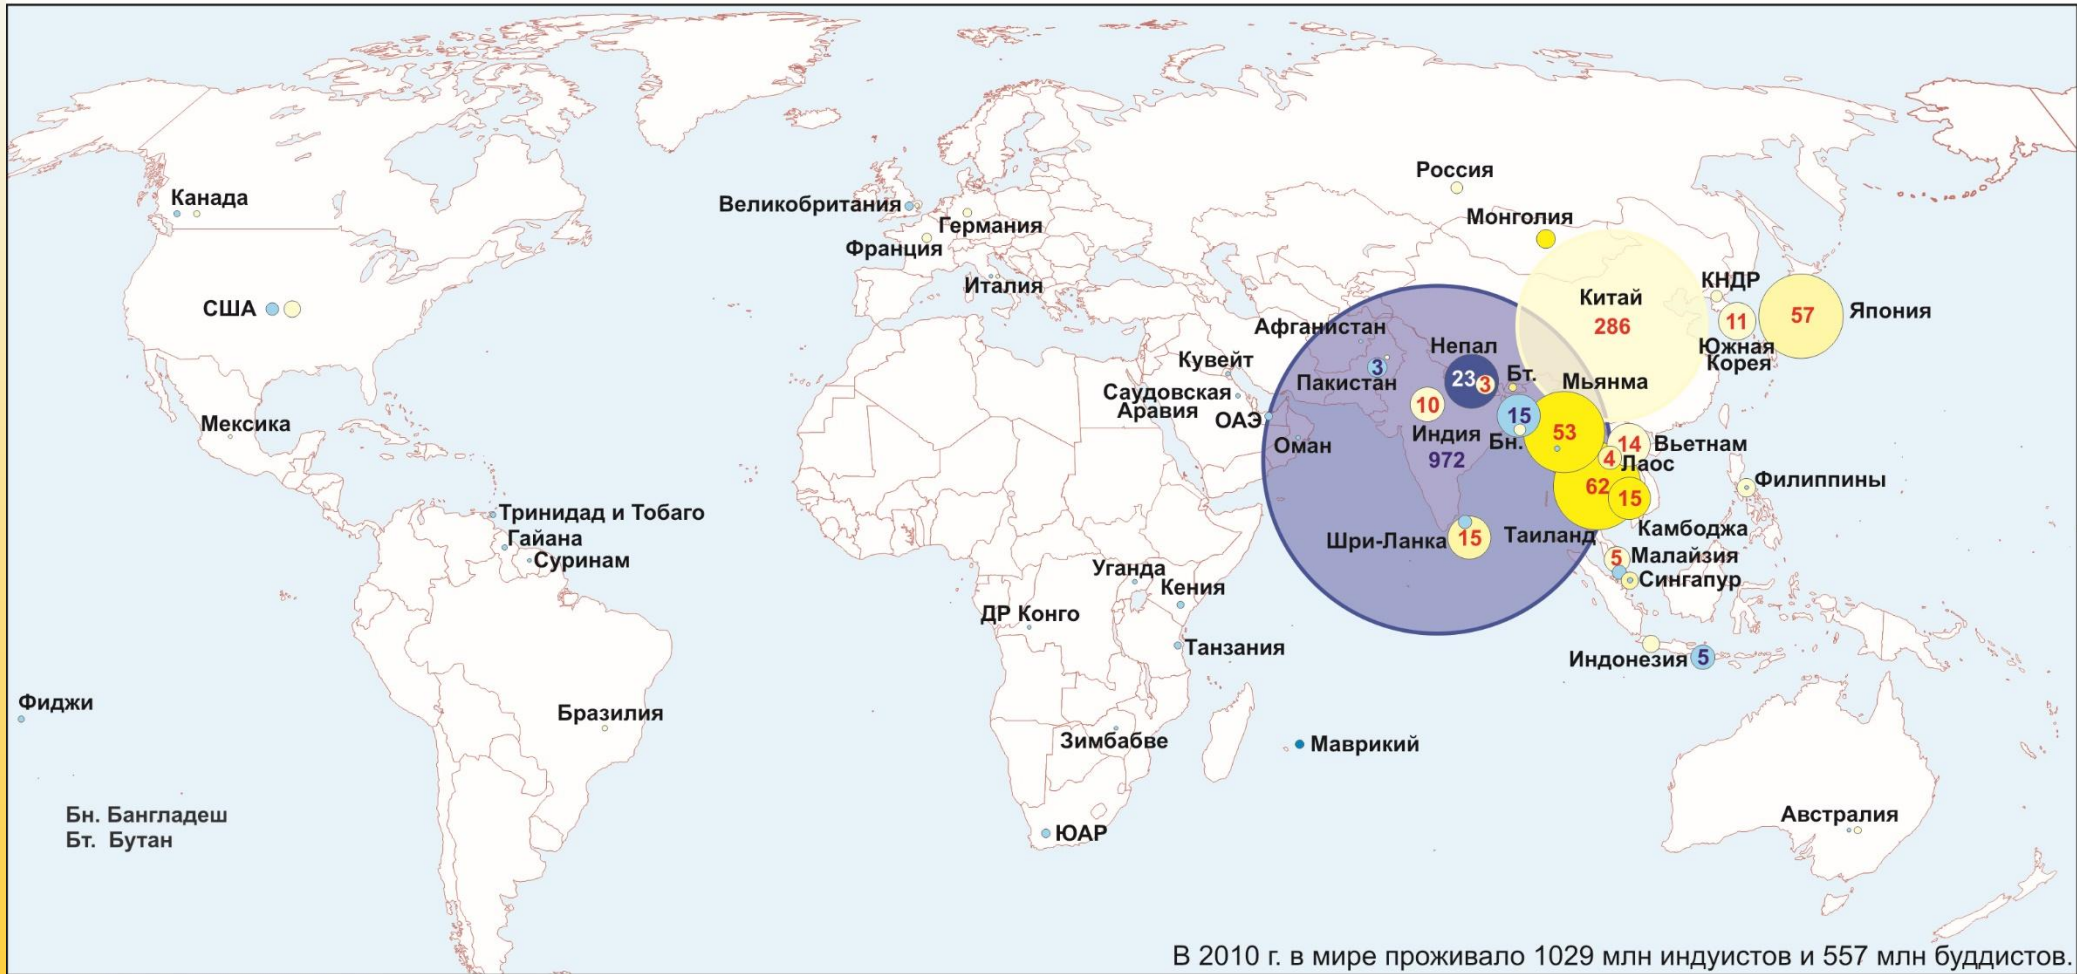 Россия
Канада
Великобритания
Монголия
Германия
Франция
Италия
КНДР
Китай
США
57
Япония
11
286
Афганистан
Непал
Южная
Корея
Кувейт
3
23
3
Бт.
Мьянма
Пакистан
Саудовская
Аравия
10
15
ОАЭ
Мексика
Индия
53
14
Вьетнам
Оман
Бн.
972
4
Лаос
Филиппины
62
15
Тринидад и Тобаго
Камбоджа
Гайана
Шри-Ланка
15
Таиланд
Суринам
5
Малайзия
Уганда
Сингапур
Кения
ДР Конго
Танзания
Индонезия
5
Фиджи
Бразилия
Зимбабве
Маврикий
Бн. Бангладеш
Австралия
ЮАР
Бт. Бутан
В 2010 г. в мире проживало 1029 млн индуистов и 557 млн буддистов.